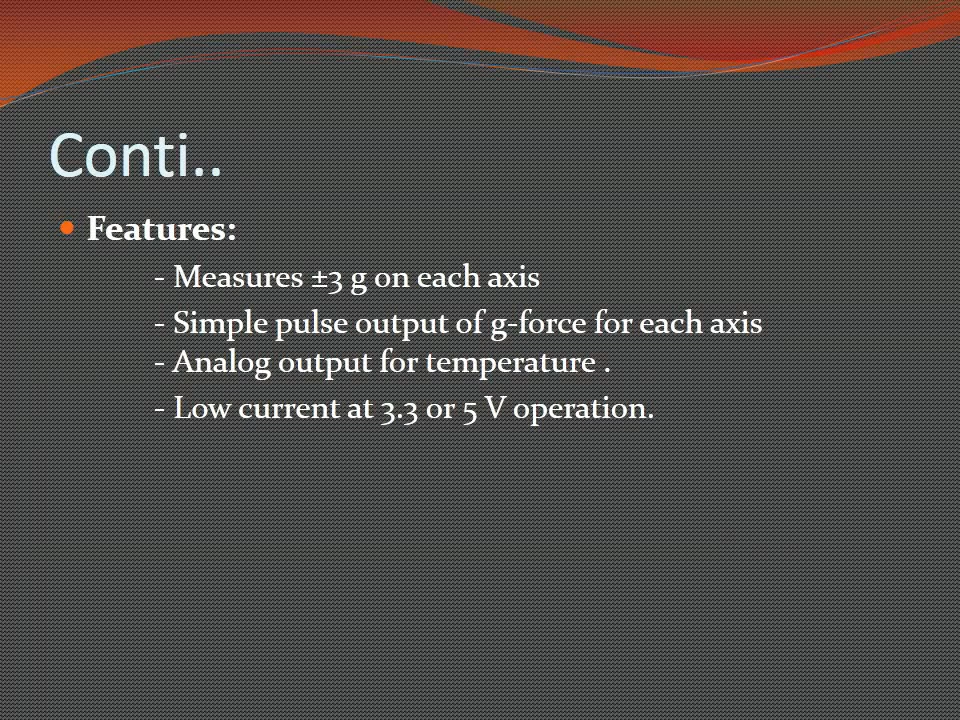 Conti..
Features:
- Measures ±3 g on each axis
- Simple pulse output of g-force for each axis
- Analog output for temperature .
- Low current at 3.3 or 5 V operation.